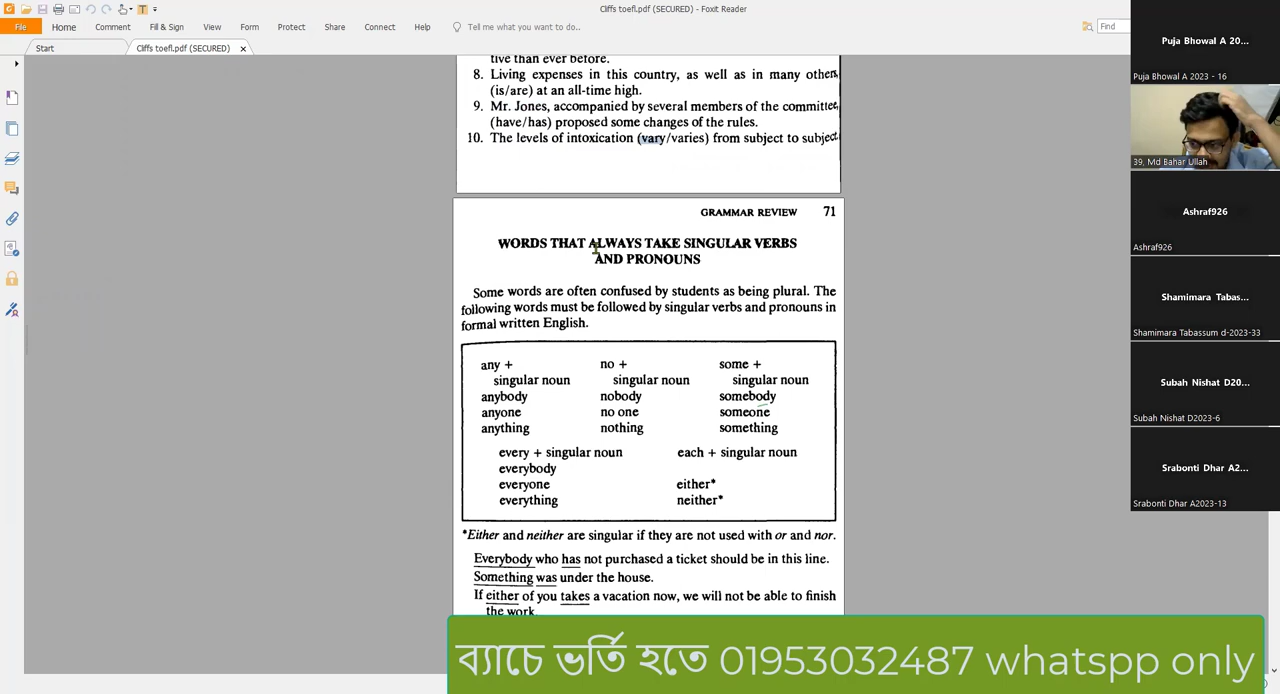 Cliffs toefl.pdf (SECURED) - Foxit Reader
File Home Comment Fill & Sign View Form Protect Share Connect Help Tell me what you want to do.. Find
Start Cliffs toefl.pdf (SECURED)
tive than ever before.
8. Living expenses in this country, as well as in many others,
(is/are) at an all-time high.
9. Mr. Jones, accompanied by several members of the committee,
(have/has) proposed some changes of the rules.
10. The levels of intoxication (vary/varies) from subject to subject
GRAMMAR REVIEW 71
WORDS THAT ALWAYS TAKE SINGULAR VERBS
AND PRONOUNS
Some words are often confused by students as being plural. The
following words must be followed by singular verbs and pronouns in
formal written English.
any + no + some +
singular noun singular noun singular noun
anybody nobody somebody
anyone no one someone
anything nothing something
every + singular noun each + singular noun
everybody
everyone either*
everything neither*
*Either and neither are singular if they are not used with or and nor.
Everybody who has not purchased a ticket should be in this line.
Something was under the house.
If either of you takes a vacation now, we will not be able to finish
the work.
Puja Bhowal A 20...
Puja Bhowal A 2023 - 16
39, Md Bahar Ullah
Ashraf926
Ashraf926
Shamimara Tabas...
Shamimara Tabassum d-2023-33
Subah Nishat D20...
Subah Nishat D2023-6
Srabonti Dhar A2...
Srabonti Dhar A2023-13
ব্যাচে ভর্তি হতে 01953032487 whatspp only